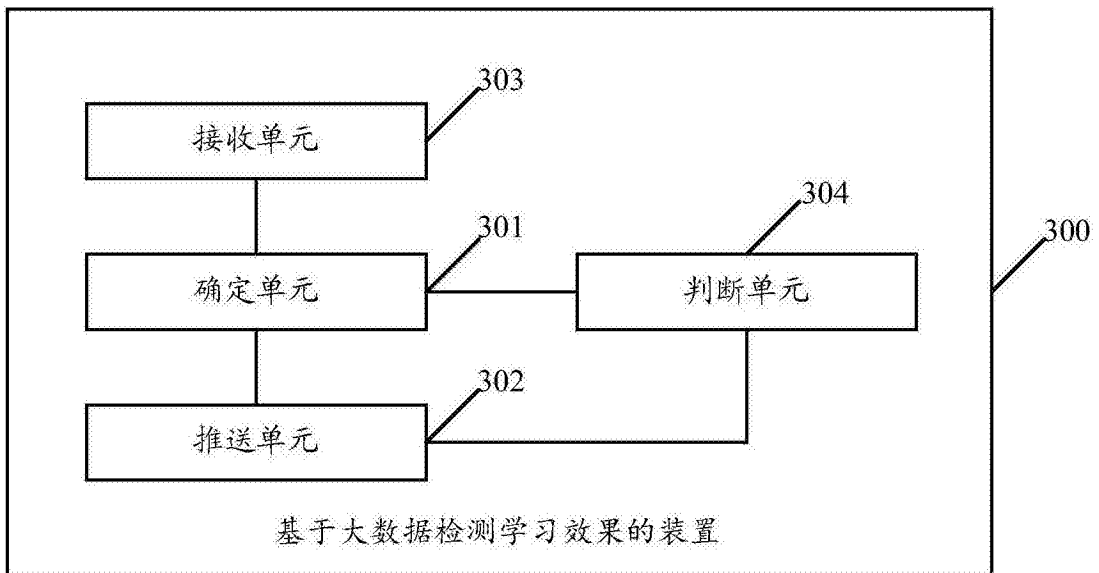 303
接收单元
304
301
300
确定单元
判断单元
302
推送单元
基于大数据检测学习效果的装置